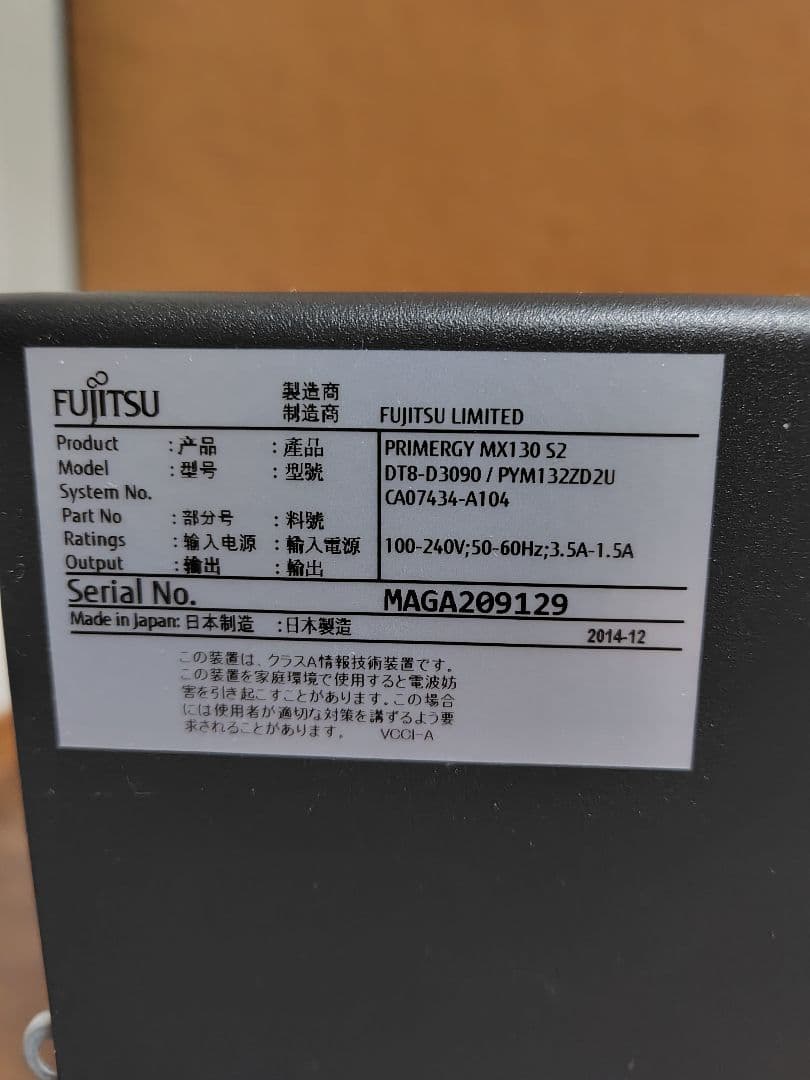 FUJITSU 製造商
制造商 FUJITSU LIMITED
Product :产品 :產品 PRIMERGY MX130 S2
Model :型号 :型號 DT8-D3090 / PYM132ZD2U
System No. CA07434-A104
Part No :部分号 :料號
Ratings :输入电源 :輸入電源 100-240V;50-60Hz;3.5A-1.5A
Output :输出 :輸出
Serial No. MAGA209129
Made in Japan: 日本制造 :日本製造 2014-12
この装置は、クラスA情報技術装置です。
この装置を家庭環境で使用すると電波妨
害を引き起こすことがあります。この場合
には使用者が適切な対策を講ずるよう要
求されることがあります。 VCCI-A